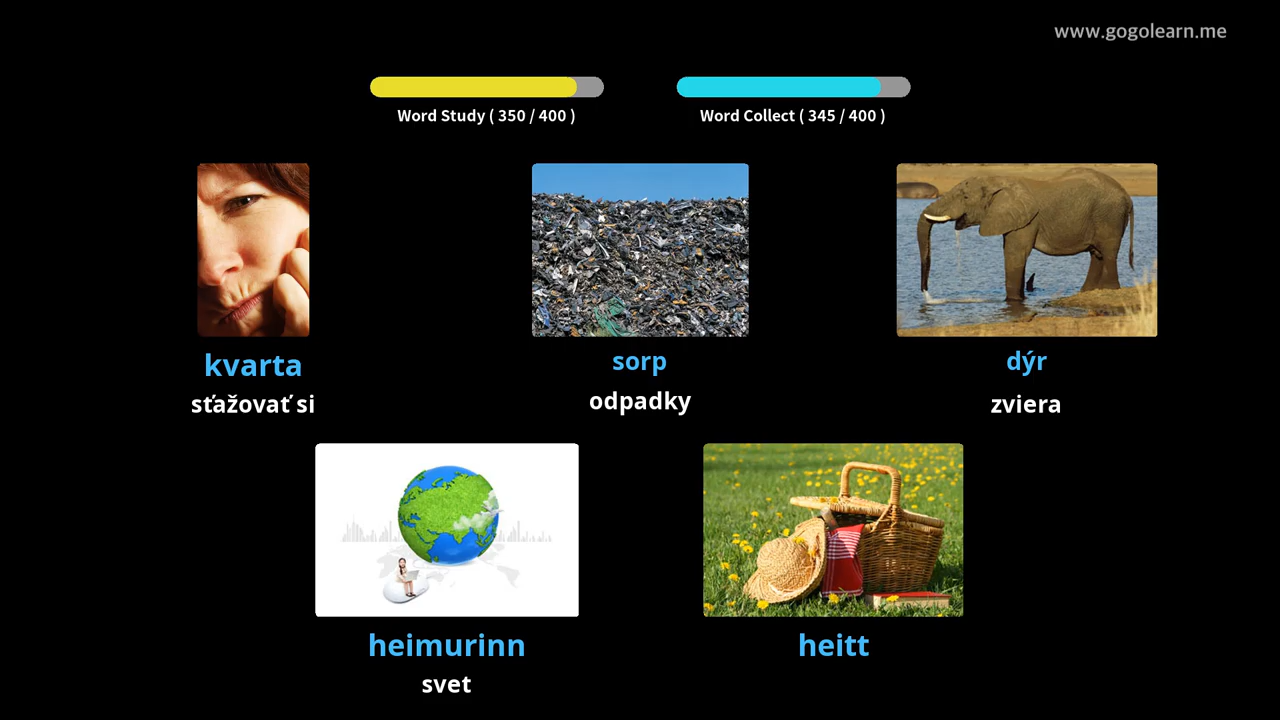 www.gogolearn.me
Word Study ( 350 / 400 )
Word Collect ( 345 / 400 )
kvarta
sťažovať si
sorp
odpadky
dýr
zviera
heimurinn
svet
heitt